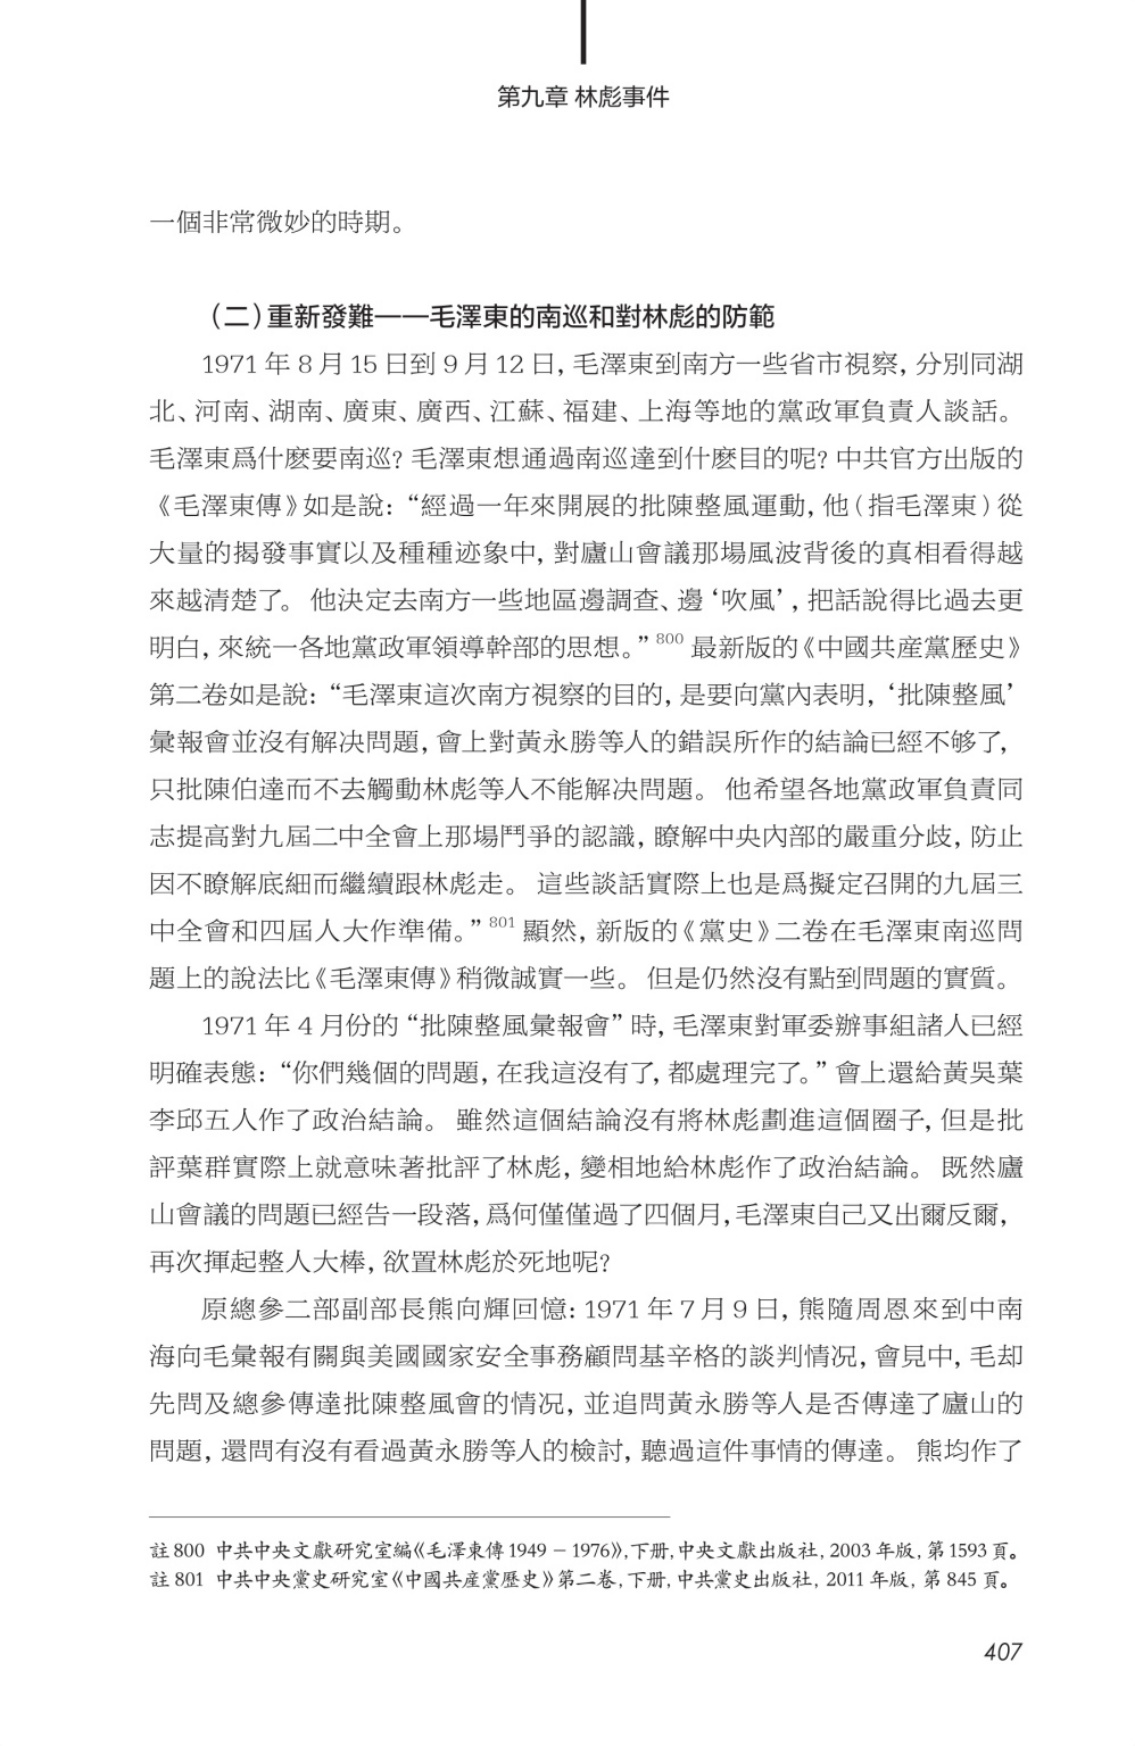 第九章 林彪事件
一個非常微妙的時期。
（二）重新發難——毛澤東的南巡和對林彪的防範
1971 年 8 月 15 日到 9 月 12 日，毛澤東到南方一些省市視察，分別同湖
北、河南、湖南、廣東、廣西、江蘇、福建、上海等地的黨政軍負責人談話。
毛澤東爲什麽要南巡？毛澤東想通過南巡達到什麽目的呢？中共官方出版的
《毛澤東傳》如是說：“經過一年來開展的批陳整風運動，他（指毛澤東）從
大量的揭發事實以及種種迹象中，對廬山會議那場風波背後的真相看得越
來越清楚了。他決定去南方一些地區邊調查、邊‘吹風’，把話說得比過去更
明白，來統一各地黨政軍領導幹部的思想。”800 最新版的《中國共産黨歷史》
第二卷如是說：“毛澤東這次南方視察的目的，是要向黨內表明，‘批陳整風’
彙報會並沒有解決問題，會上對黃永勝等人的錯誤所作的結論已經不够了，
只批陳伯達而不去觸動林彪等人不能解決問題。他希望各地黨政軍負責同
志提高對九屆二中全會上那場鬥爭的認識，瞭解中央內部的嚴重分歧，防止
因不瞭解底細而繼續跟林彪走。這些談話實際上也是爲擬定召開的九屆三
中全會和四屆人大作準備。”801 顯然，新版的《黨史》二卷在毛澤東南巡問
題上的說法比《毛澤東傳》稍微誠實一些。但是仍然沒有點到問題的實質。
1971 年 4 月份的“批陳整風彙報會”時，毛澤東對軍委辦事組諸人已經
明確表態：“你們幾個的問題，在我這沒有了，都處理完了。”會上還給黃吳葉
李邱五人作了政治結論。雖然這個結論沒有將林彪劃進這個圈子，但是批
評葉群實際上就意味著批評了林彪，變相地給林彪作了政治結論。既然廬
山會議的問題已經告一段落，爲何僅僅過了四個月，毛澤東自己又出爾反爾，
再次揮起整人大棒，欲置林彪於死地呢？
原總參二部副部長熊向輝回憶：1971 年 7 月 9 日，熊隨周恩來到中南
海向毛彙報有關與美國國家安全事務顧問基辛格的談判情况，會見中，毛却
先問及總參傳達批陳整風會的情况，並追問黃永勝等人是否傳達了廬山的
問題，還問有沒有看過黃永勝等人的檢討，聽過這件事情的傳達。熊均作了
註 800 中共中央文獻研究室編《毛澤東傳 1949 – 1976》，下册，中央文獻出版社，2003 年版，第 1593 頁。
註 801 中共中央黨史研究室《中國共産黨歷史》第二卷，下册，中共黨史出版社，2011 年版，第 845 頁。
407